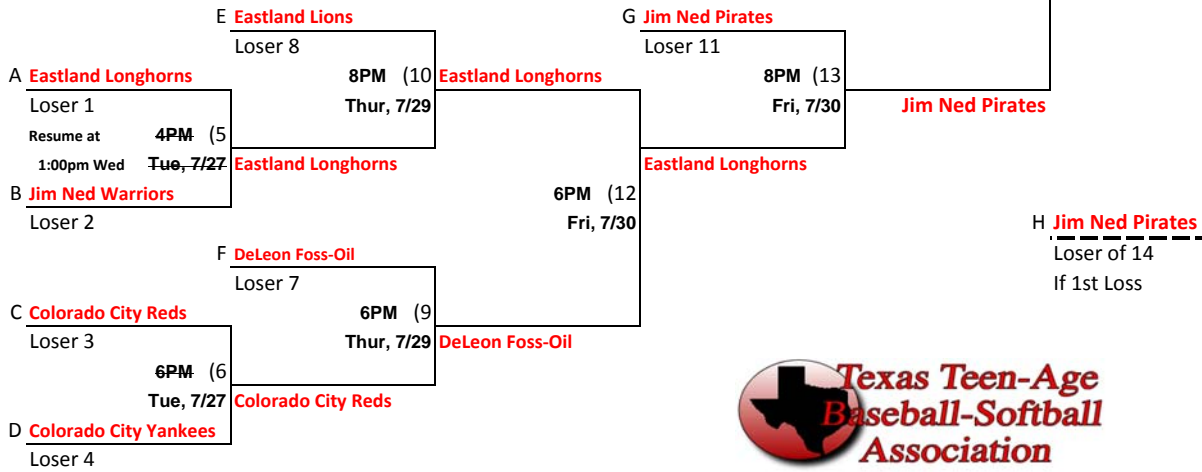 E Eastland Lions G Jim Ned Pirates
Loser 8 Loser 11
A Eastland Longhorns 8PM (10 Eastland Longhorns 8PM (13
Loser 1 Thur, 7/29 Fri, 7/30 Jim Ned Pirates
Resume at 4PM (5
1:00pm Wed Tue, 7/27 Eastland Longhorns Eastland Longhorns
B Jim Ned Warriors 6PM (12
Loser 2 Fri, 7/30 H Jim Ned Pirates
F DeLeon Foss-Oil Loser of 14
Loser 7 If 1st Loss
C Colorado City Reds 6PM (9
Loser 3 Thur, 7/29 DeLeon Foss-Oil
6PM (6
Tue, 7/27 Colorado City Reds
D Colorado City Yankees
Loser 4
Texas Teen-Age
Baseball-Softball
Association